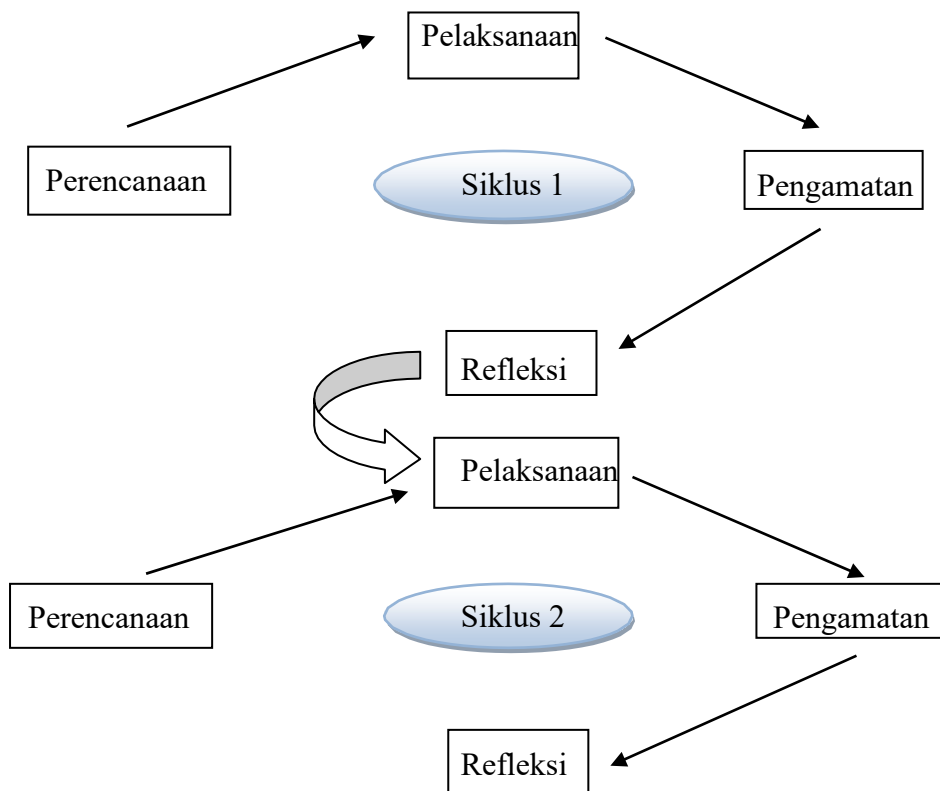 Pelaksanaan
Perencanaan
Siklus 1
Pengamatan
Refleksi
Pelaksanaan
Perencanaan
Siklus 2
Pengamatan
Refleksi